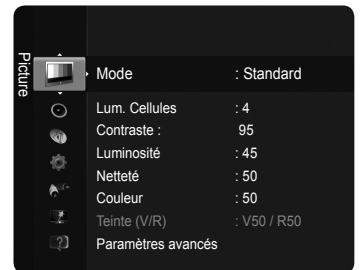 Picture
Mode : Standard
Lum. Cellules : 4
Contraste : 95
Luminosité : 45
Netteté : 50
Couleur : 50
Teinte (V/R) : V50 / R50
Paramètres avancés